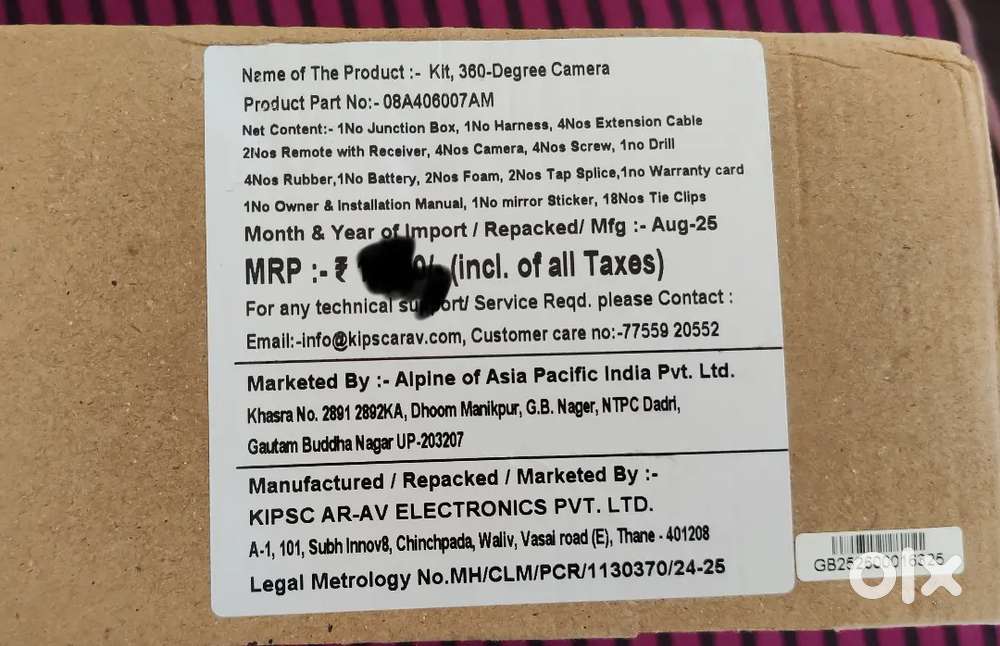 Name of The Product :- Kit, 360-Degree Camera
Product Part No:- 08A406007AM
Net Content:- 1No Junction Box, 1No Harness, 4Nos Extension Cable
2Nos Remote with Receiver, 4Nos Camera, 4Nos Screw, 1no Drill
4Nos Rubber,1No Battery, 2Nos Foam, 2Nos Tap Splice,1no Warranty card
1No Owner & Installation Manual, 1No mirror Sticker, 18Nos Tie Clips
Month & Year of Import / Repacked/ Mfg :- Aug-25
MRP :- ₹ (incl. of all Taxes)
For any technical support/ Service Reqd. please Contact :
Email:-info@kipscarav.com, Customer care no:-77559 20552
Marketed By :- Alpine of Asia Pacific India Pvt. Ltd.
Khasra No. 2891 2892KA, Dhoom Manikpur, G.B. Nager, NTPC Dadri,
Gautam Buddha Nagar UP-203207
Manufactured / Repacked / Marketed By :-
KIPSC AR-AV ELECTRONICS PVT. LTD.
A-1, 101, Subh Innov8, Chinchpada, Waliv, Vasai road (E), Thane - 401208
Legal Metrology No.MH/CLM/PCR/1130370/24-25
olx